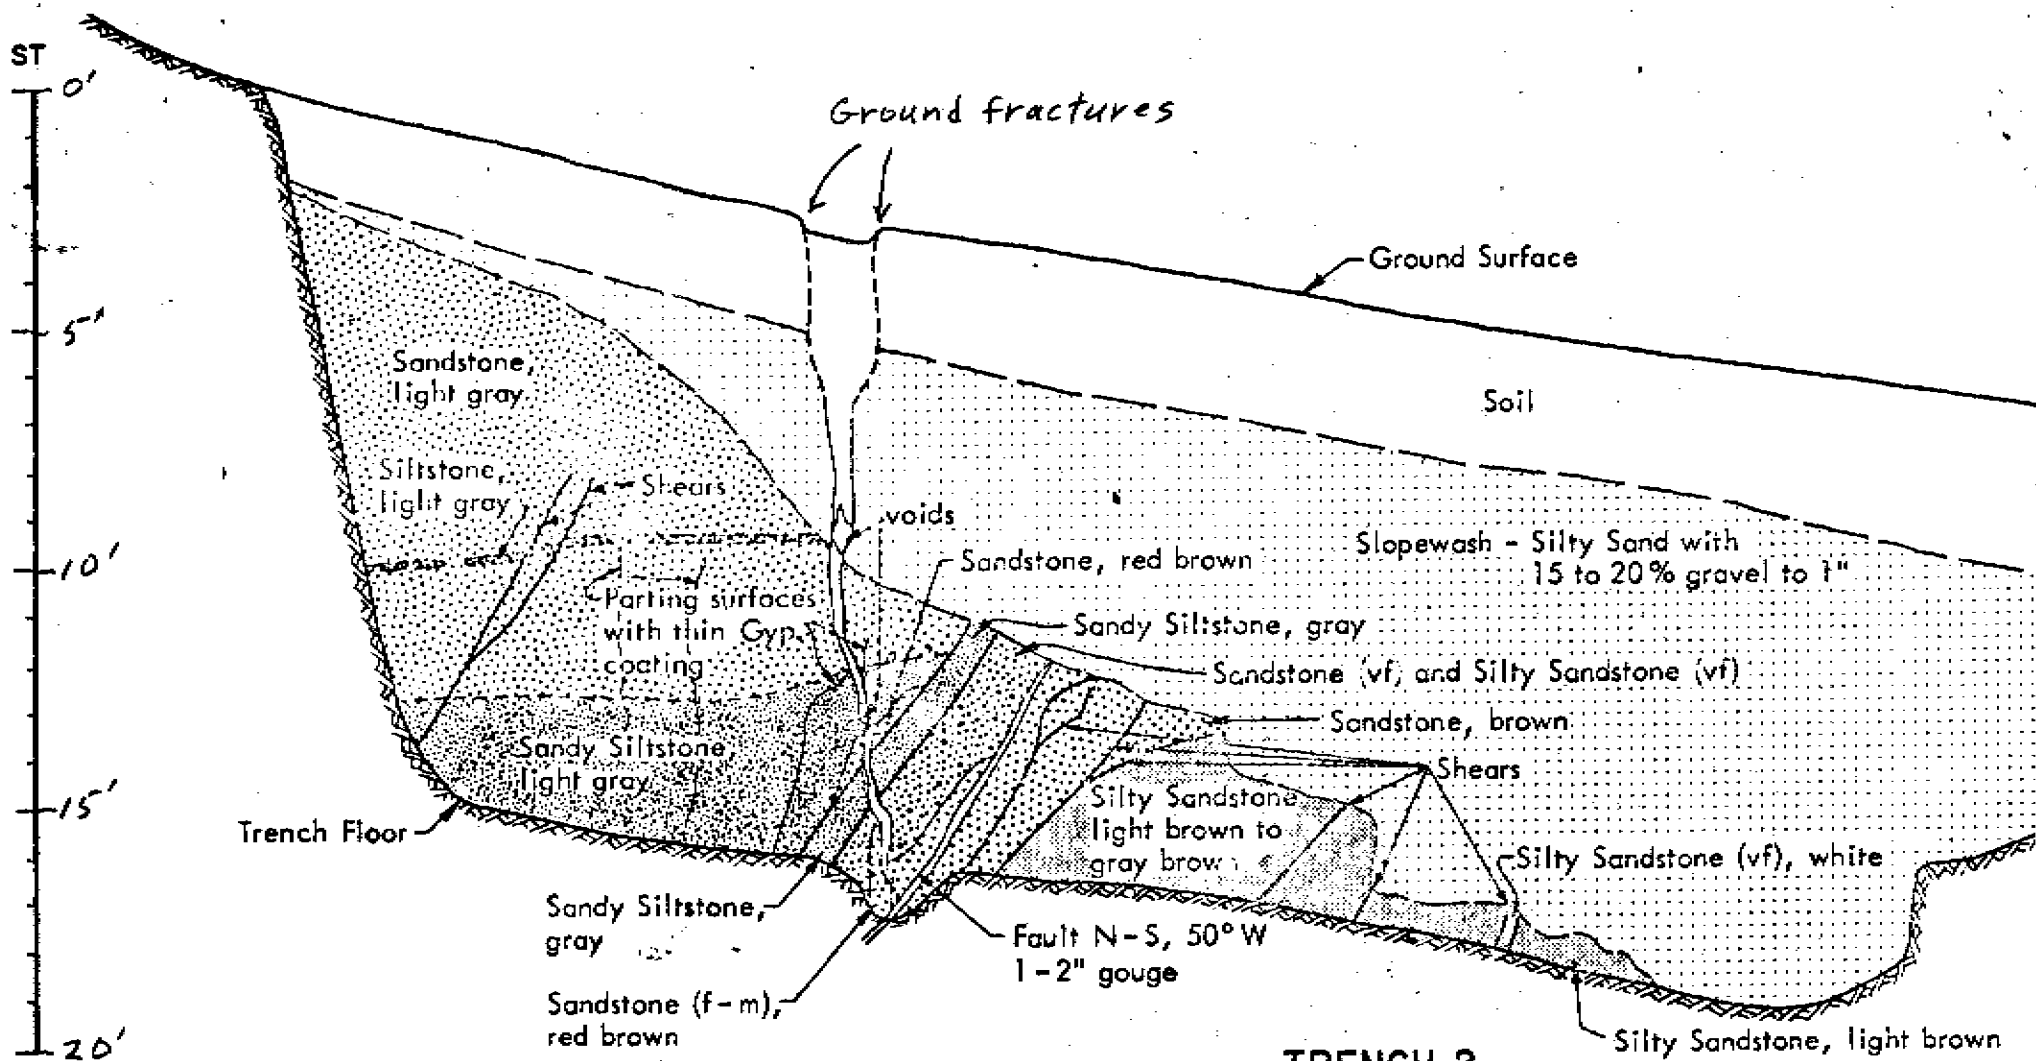 ST
0'
Ground fractures
Ground Surface
5'
Sandstone,
light gray
Soil
Siltstone,
light gray
Shears
voids
10'
Sandstone, red brown
Slopewash - Silty Sand with
15 to 20% gravel to 1"
Parting surfaces
with thin Gyp.
coating
Sandy Siltstone, gray
Sandstone (vf) and Silty Sandstone (vf)
Sandstone, brown
Sandy Siltstone
light gray
Shears
15'
Trench Floor
Silty Sandstone
light brown to
gray brown
Silty Sandstone (vf), white
Sandy Siltstone,
gray
Fault N-S, 50° W
1-2" gouge
Sandstone (f-m),
red brown
20'
Silty Sandstone, light brown